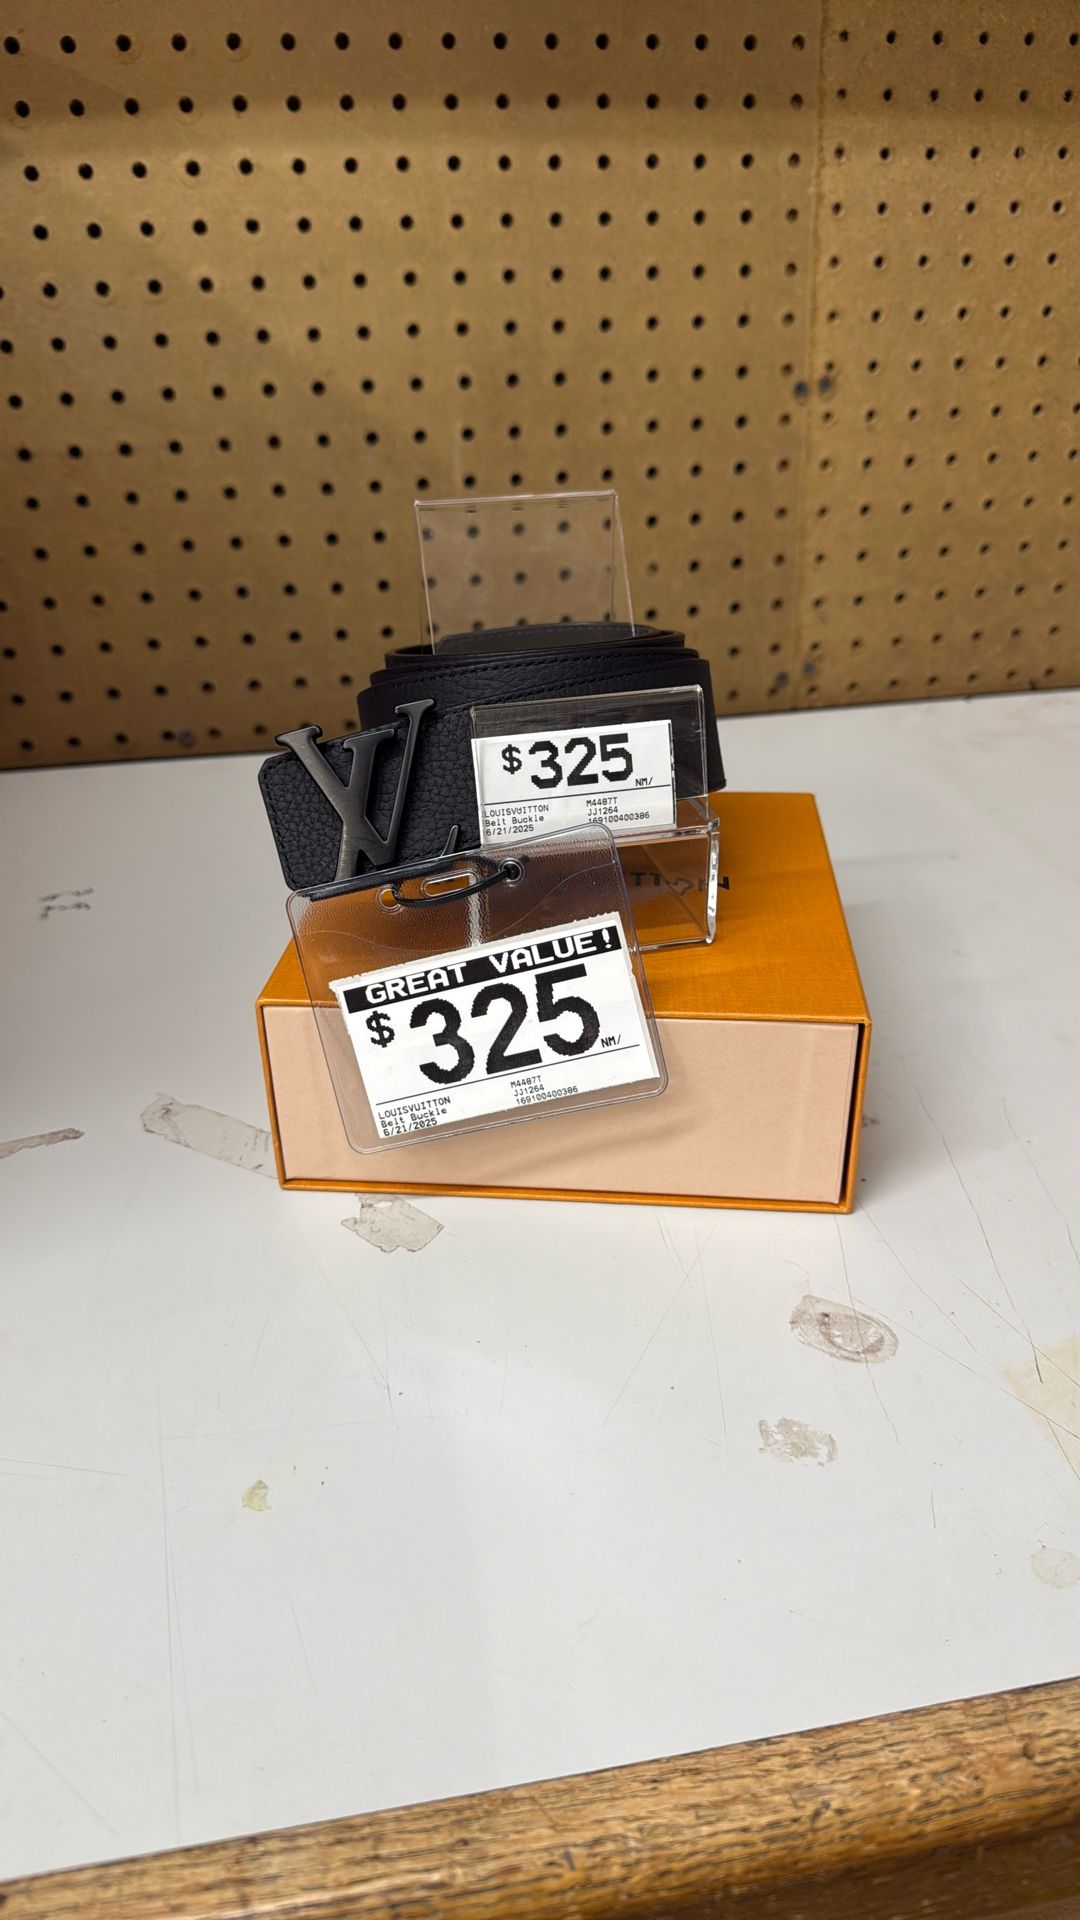 $325 NM/
LOUISVUITTON M4487T
Belt Buckle JJ1264
6/21/2025 169100400386
TTON
GREAT VALUE!
$325 NM/
LOUISVUITTON M4487T
Belt Buckle JJ1264
6/21/2025 169100400386